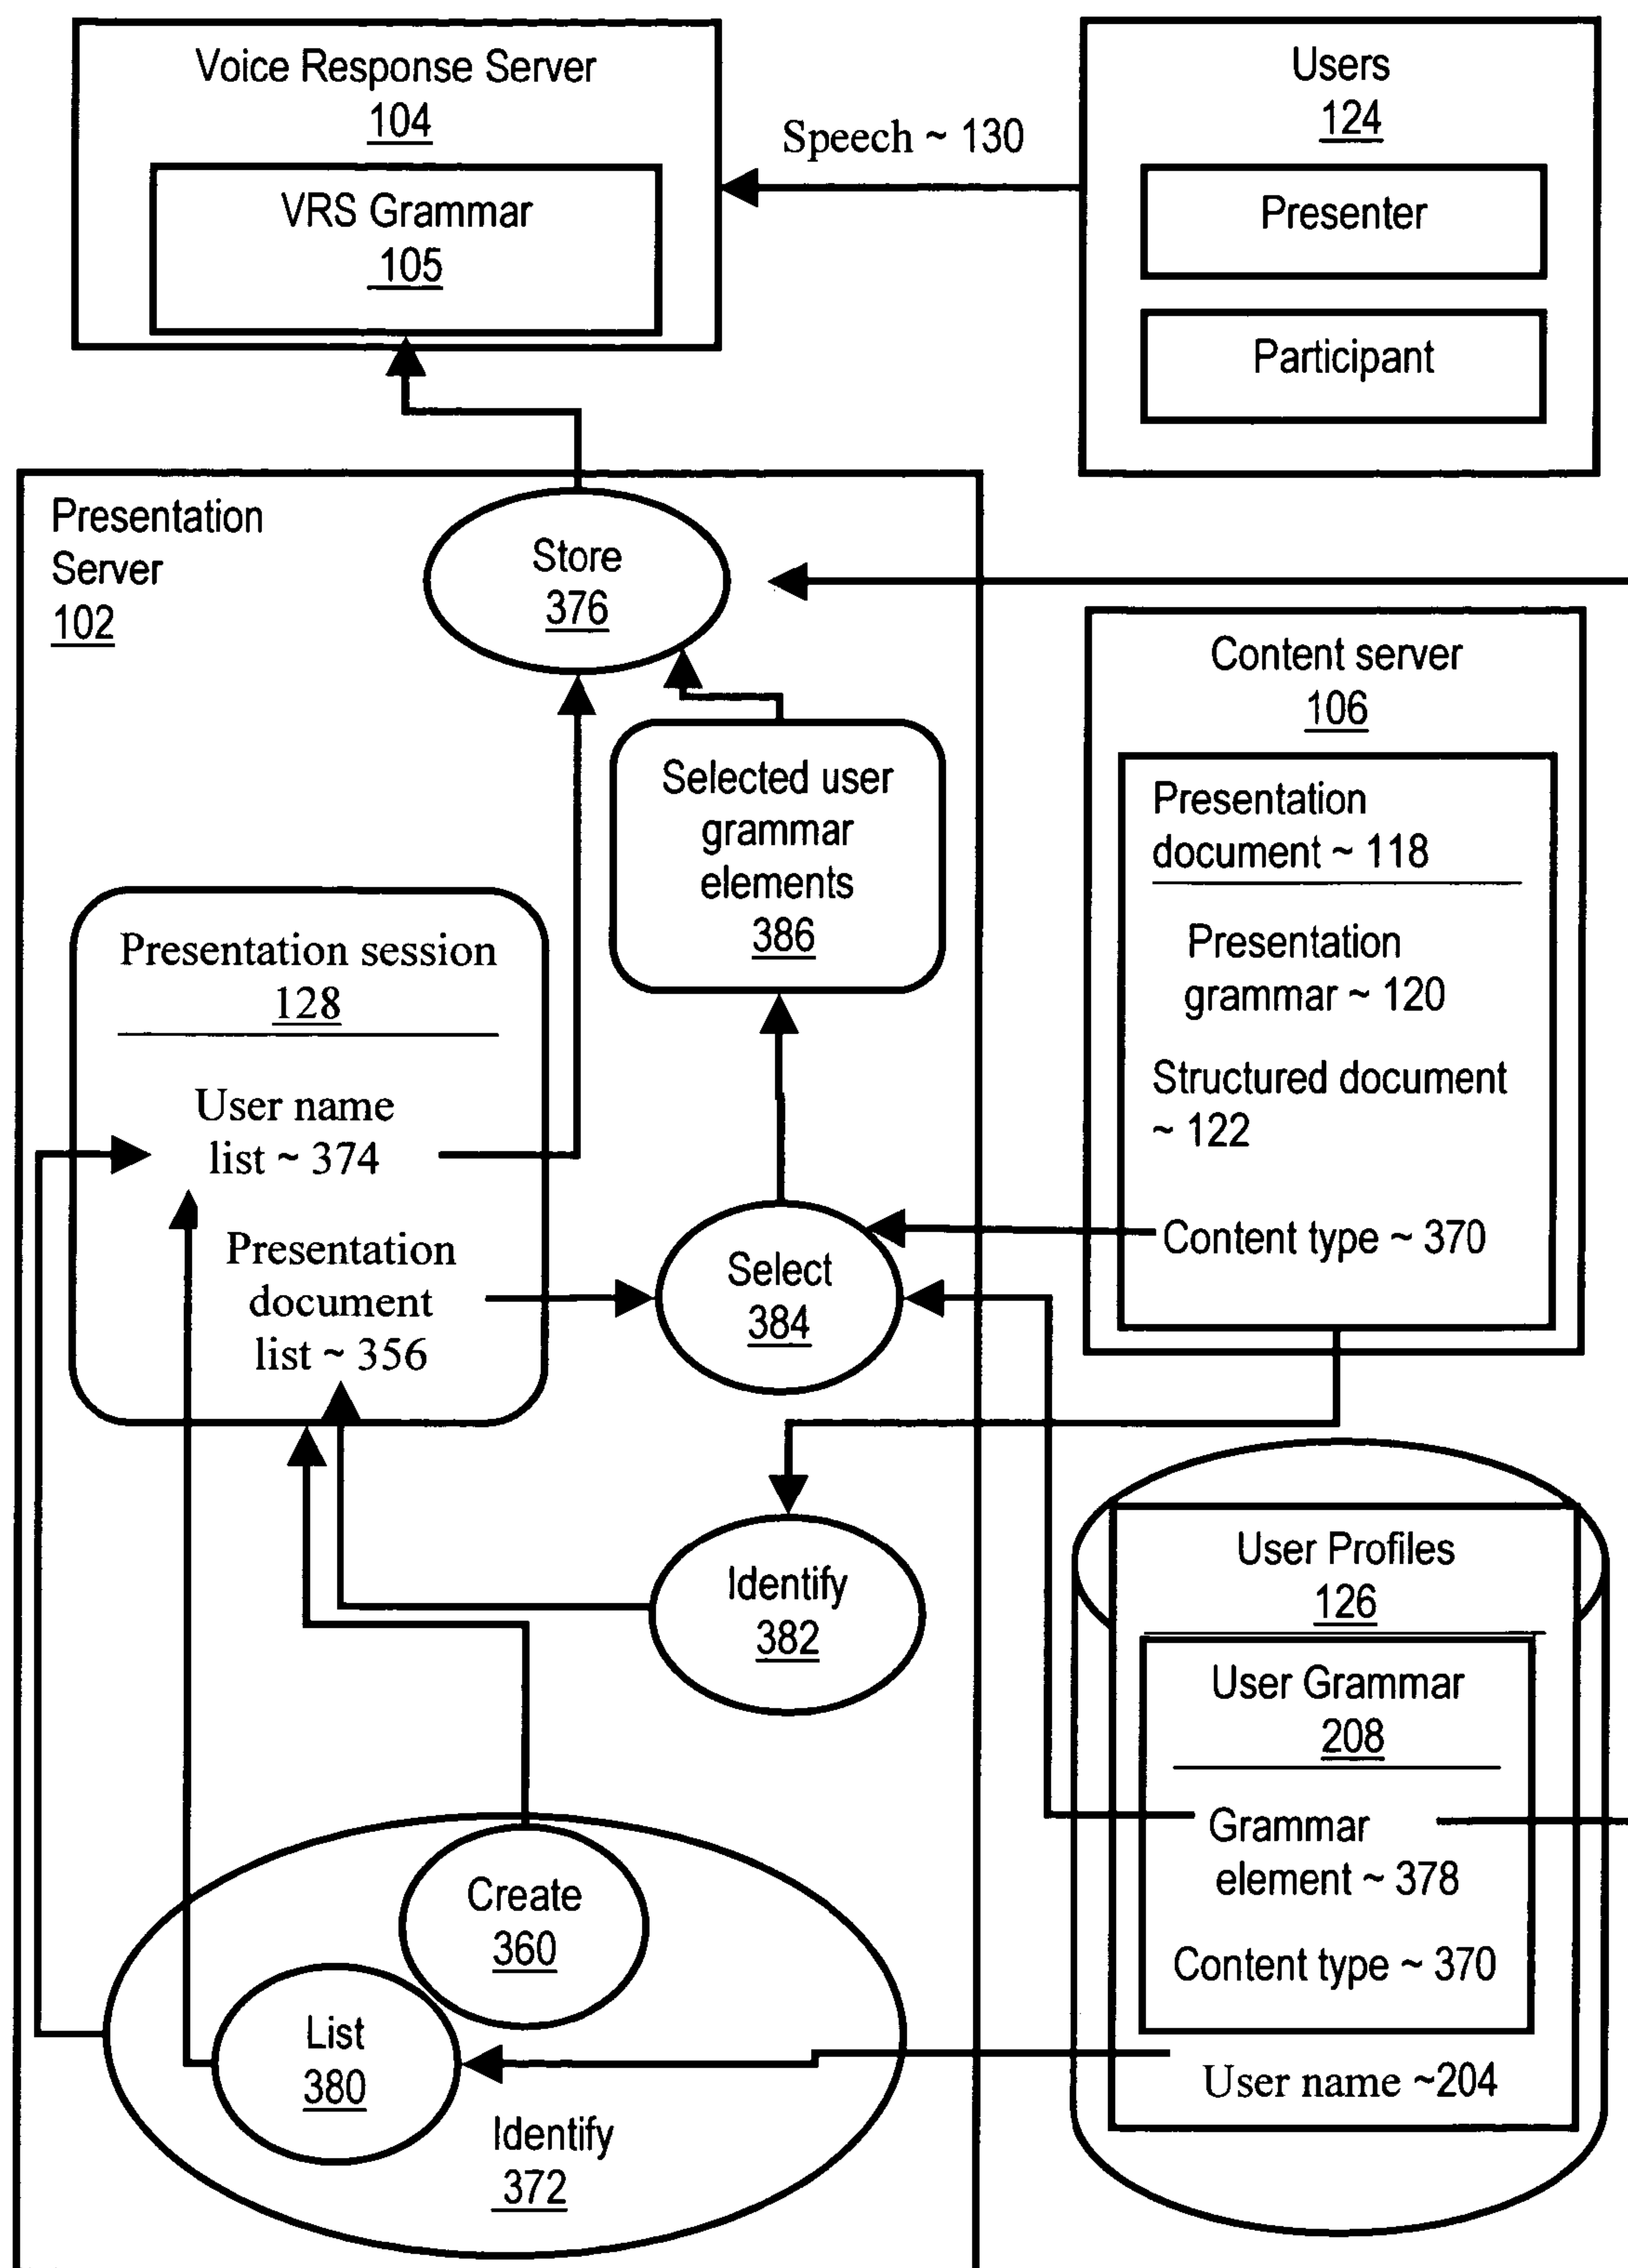 Voice Response Server
104
VRS Grammar
105
Speech ~ 130
Users
124
Presenter
Participant
Presentation
Server
102
Store
376
Selected user
grammar
elements
386
Content server
106
Presentation
document ~ 118
Presentation
grammar ~ 120
Structured document
~ 122
Content type ~ 370
Presentation session
128
User name
list ~ 374
Presentation
document
list ~ 356
Select
384
Identify
382
User Profiles
126
User Grammar
208
Grammar
element ~ 378
Content type ~ 370
User name ~204
Create
360
List
380
Identify
372